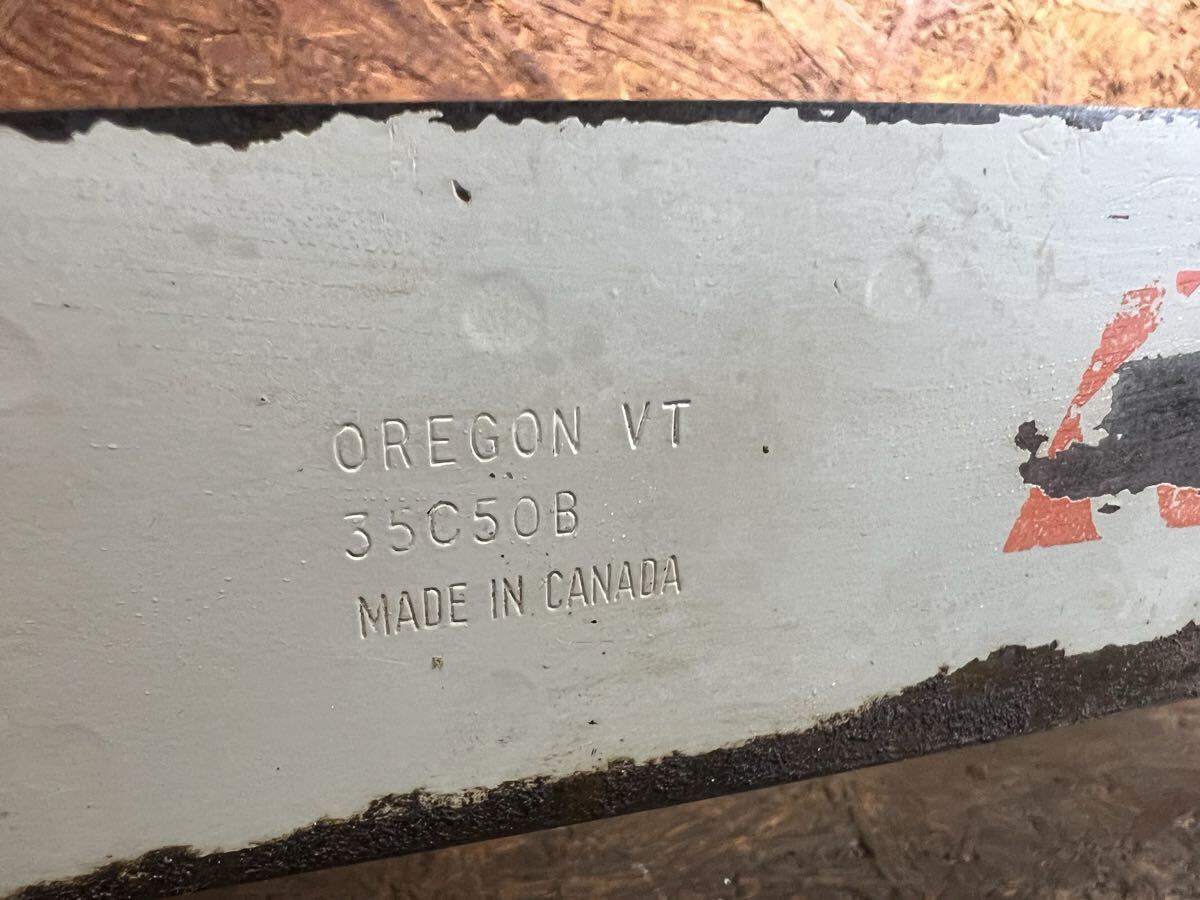 OREGON VT
35C50B
MADE IN CANADA